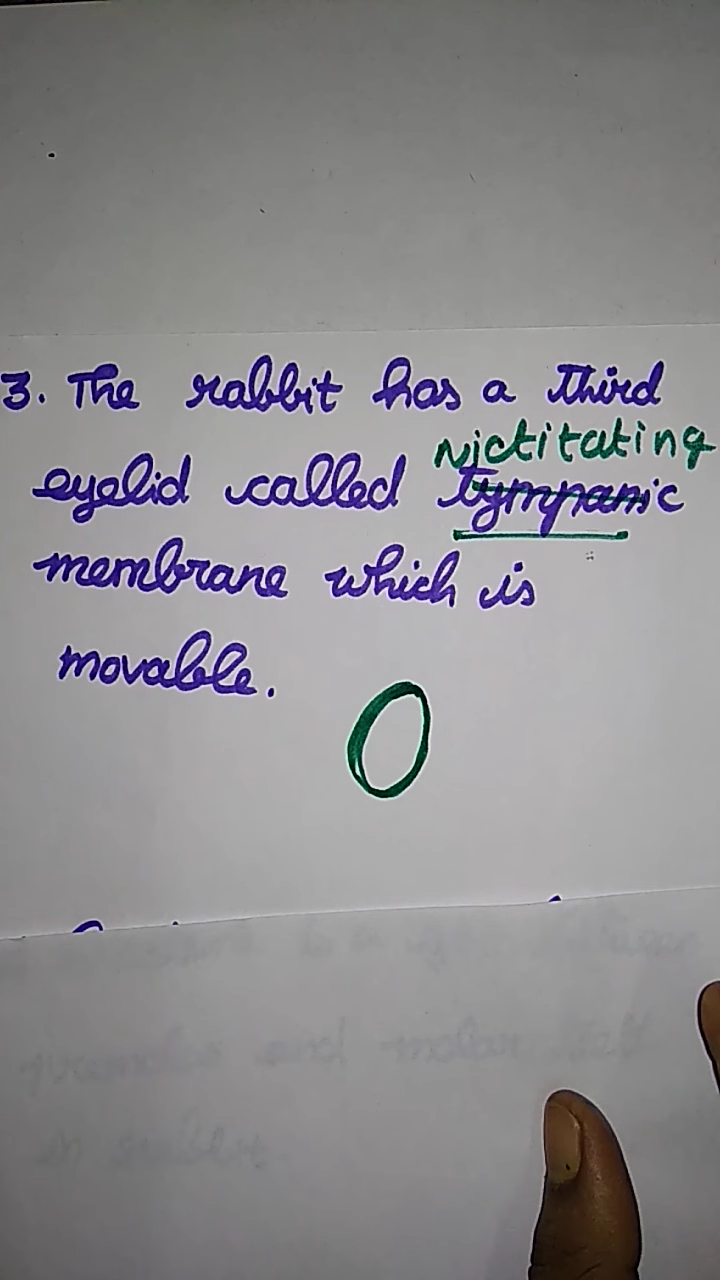 3. The rabbit has a third
Nictitating
eyelid called tympanic
membrane which is
movable.
0